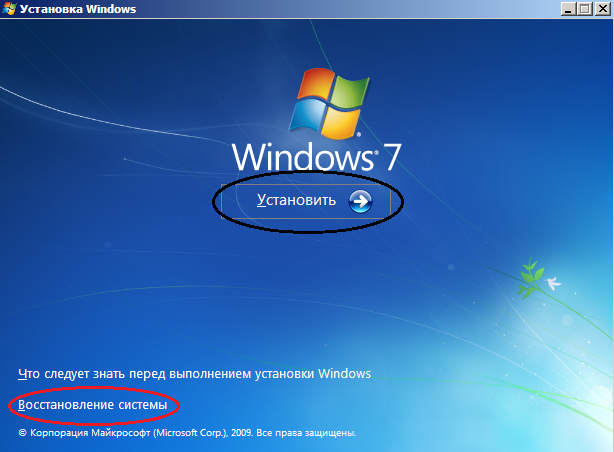 Установка Windows
Windows® 7
Установить
Что следует знать перед выполнением установки Windows
Восстановление системы
© Корпорация Майкрософт (Microsoft Corp.), 2009. Все права защищены.